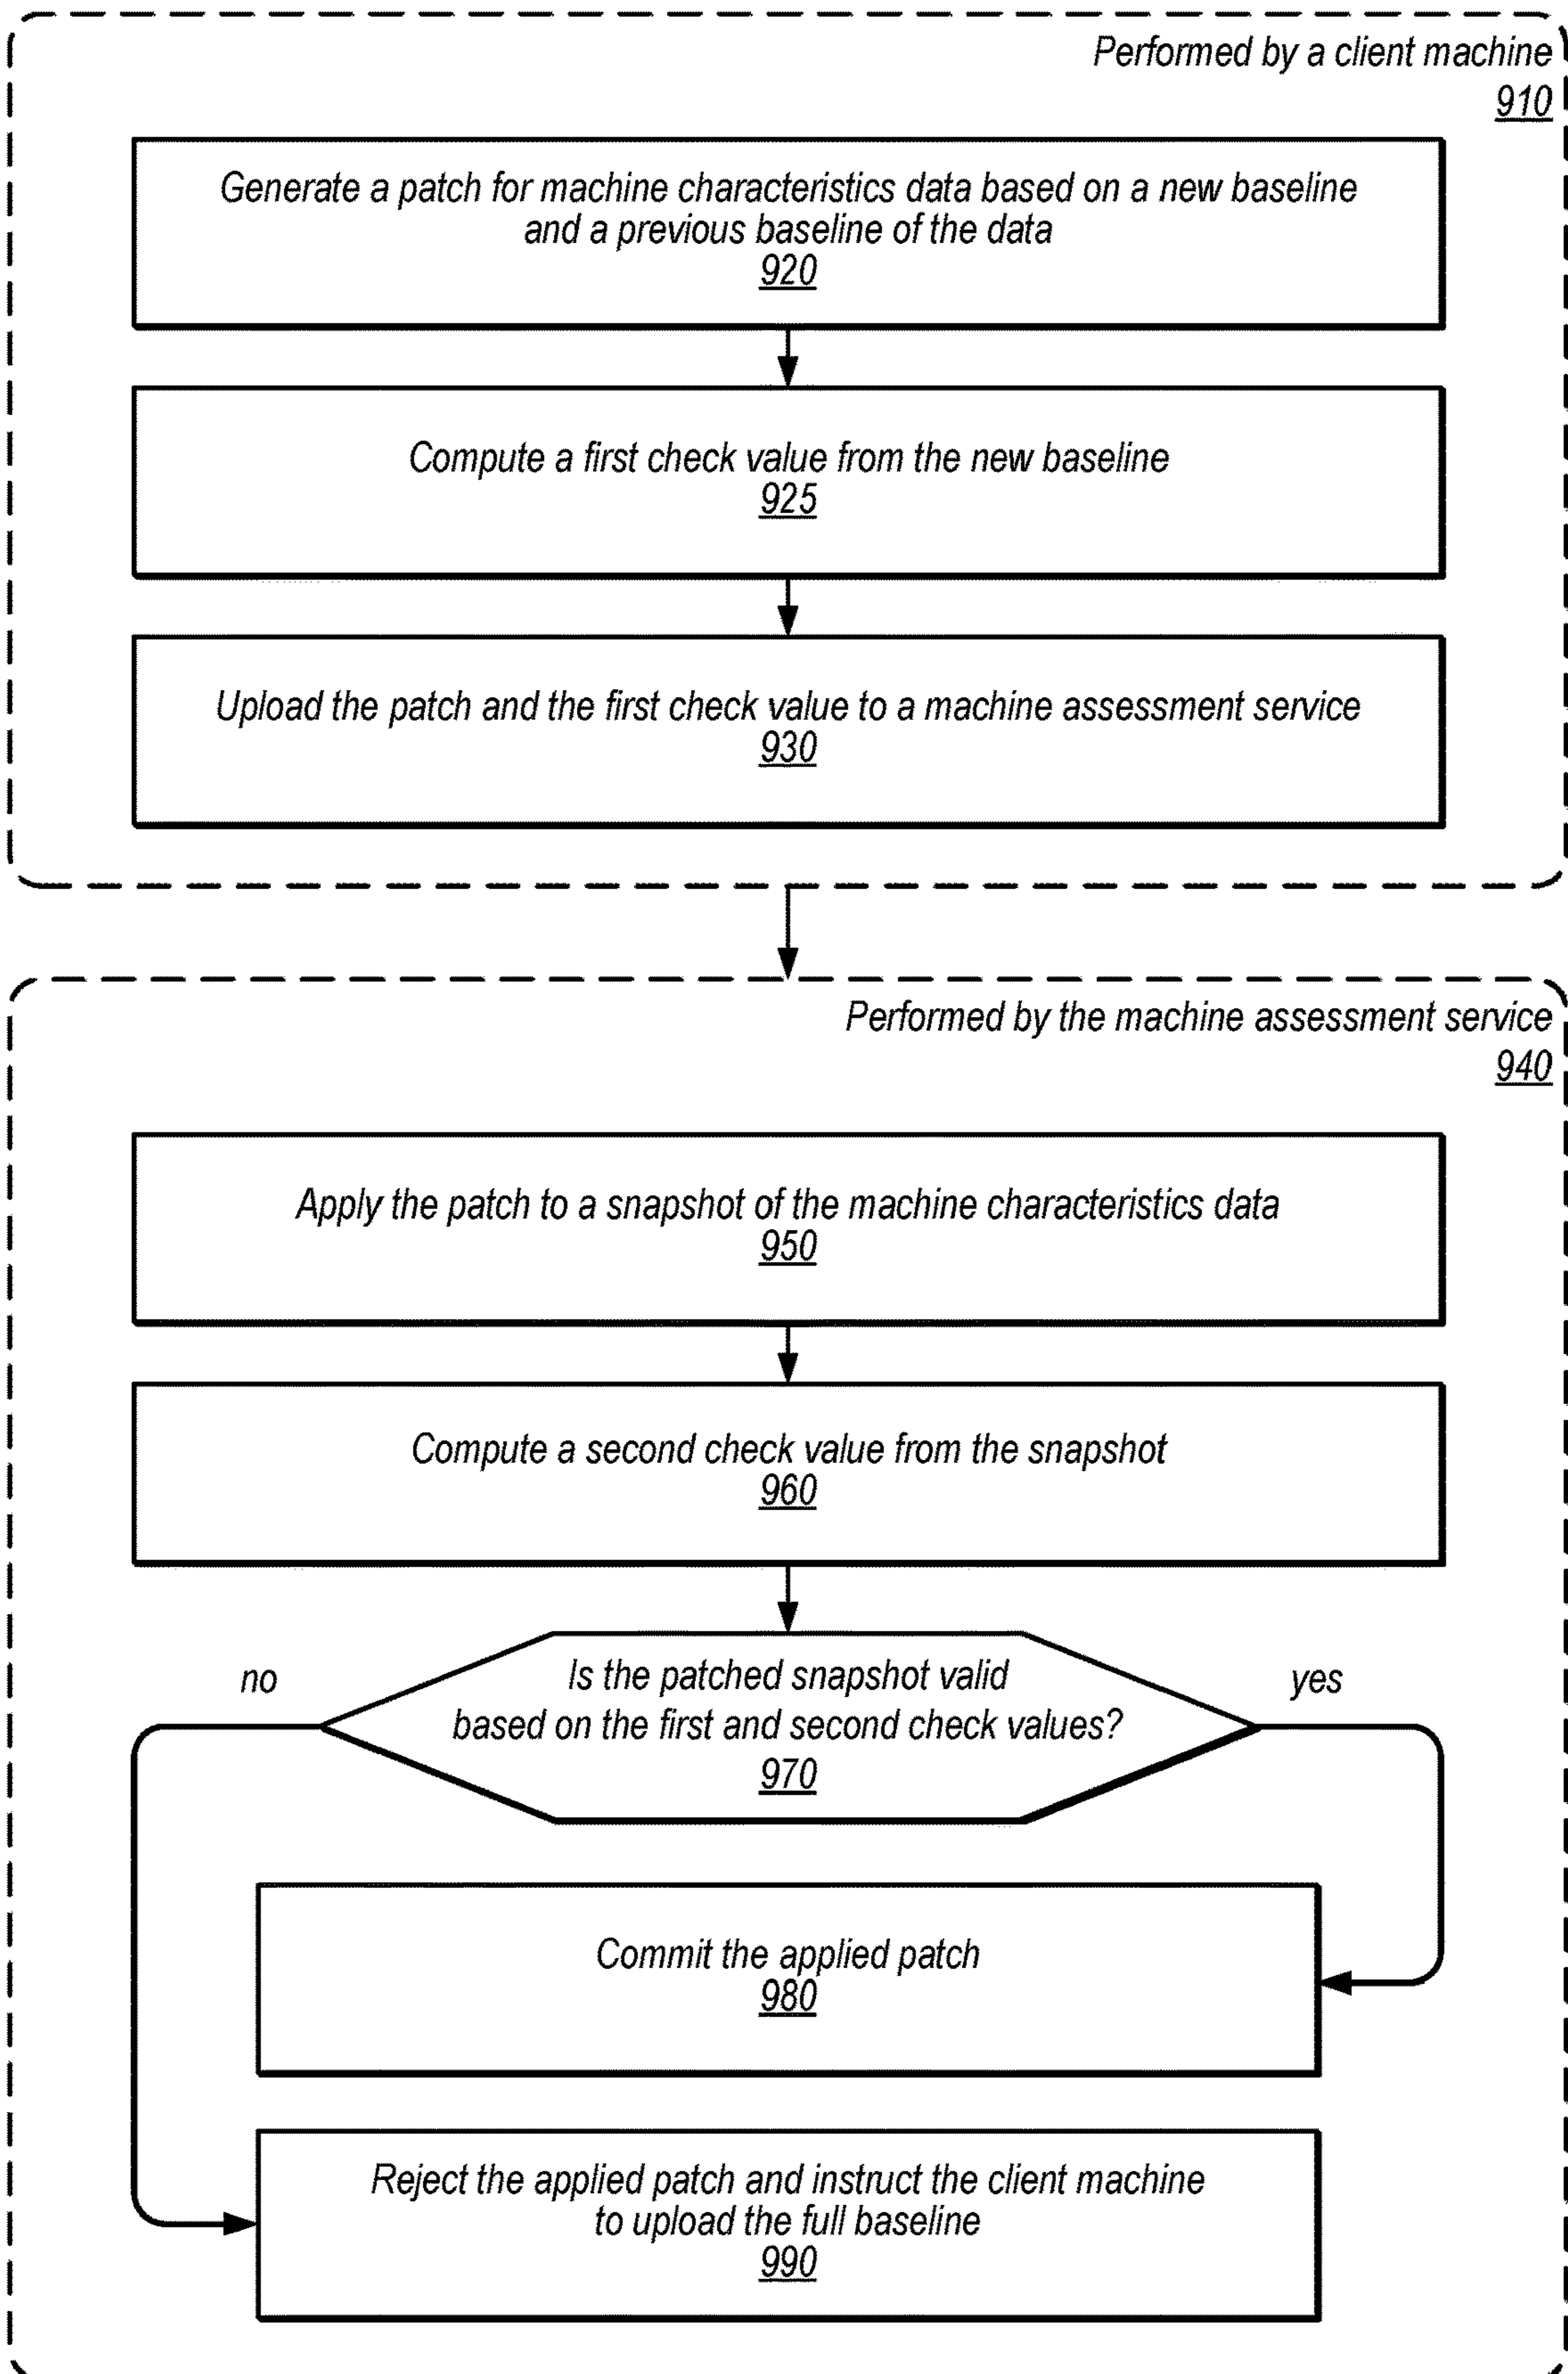 Performed by a client machine
910
Generate a patch for machine characteristics data based on a new baseline
and a previous baseline of the data
920
Compute a first check value from the new baseline
925
Upload the patch and the first check value to a machine assessment service
930
Performed by the machine assessment service
940
Apply the patch to a snapshot of the machine characteristics data
950
Compute a second check value from the snapshot
960
no
Is the patched snapshot valid
yes
based on the first and second check values?
970
Commit the applied patch
980
Reject the applied patch and instruct the client machine
to upload the full baseline
990